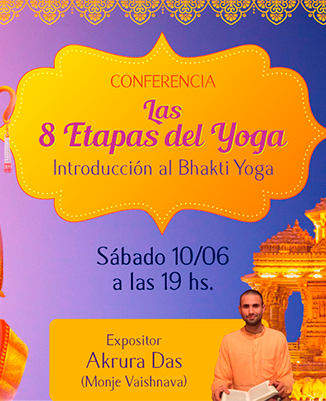 CONFERENCIA
Las
8 Etapas del Yoga
Introducción al Bhakti Yoga
Sábado 10/06
a las 19 hs.
Expositor
Akrura Das
(Monje Vaishnava)